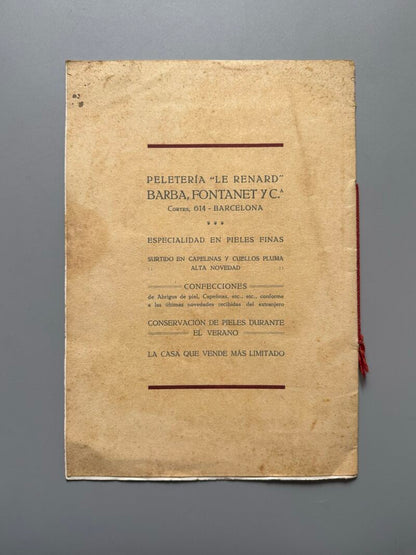 PELETERÍA "LE RENARD"
BARBA, FONTANET Y C.ᴬ
CORTES, 614 - BARCELONA
ESPECIALIDAD EN PIELES FINAS
SURTIDO EN CAPELINAS Y CUELLOS PLUMA
:: ALTA NOVEDAD ::
CONFECCIONES
de Abrigos de piel, Capelinas, etc., etc., conforme
a las últimas novedades recibidas del extranjero
CONSERVACIÓN DE PIELES DURANTE
EL VERANO
LA CASA QUE VENDE MÁS LIMITADO